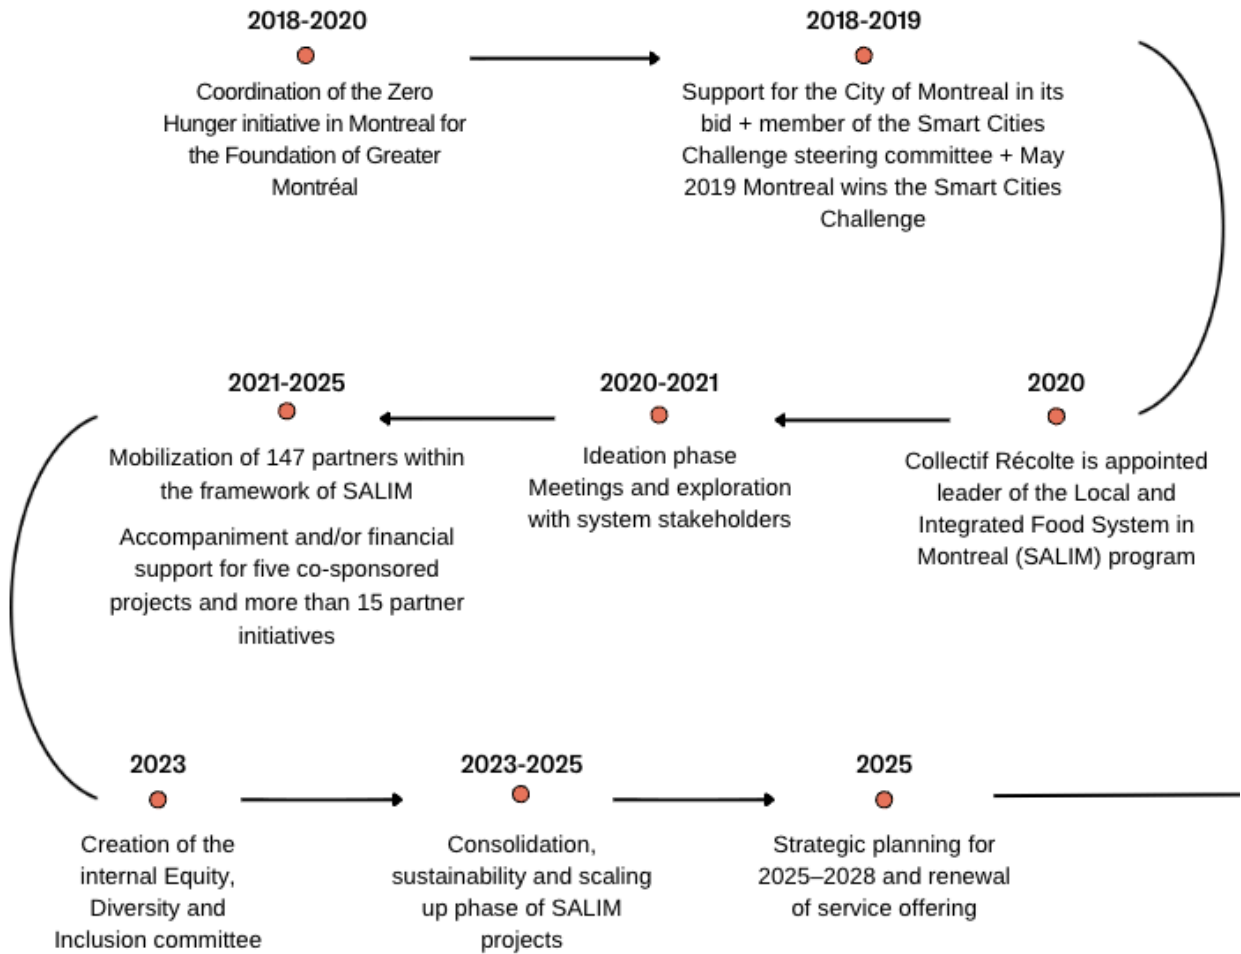 2018-2020
Coordination of the Zero
Hunger initiative in Montreal for
the Foundation of Greater
Montréal
2018-2019
Support for the City of Montreal in its
bid + member of the Smart Cities
Challenge steering committee + May
2019 Montreal wins the Smart Cities
Challenge
2020
Collectif Récolte is appointed
leader of the Local and
Integrated Food System in
Montreal (SALIM) program
2020-2021
Ideation phase
Meetings and exploration
with system stakeholders
2021-2025
Mobilization of 147 partners within
the framework of SALIM
Accompaniment and/or financial
support for five co-sponsored
projects and more than 15 partner
initiatives
2023
Creation of the
internal Equity,
Diversity and
Inclusion committee
2023-2025
Consolidation,
sustainability and scaling
up phase of SALIM
projects
2025
Strategic planning for
2025–2028 and renewal
of service offering